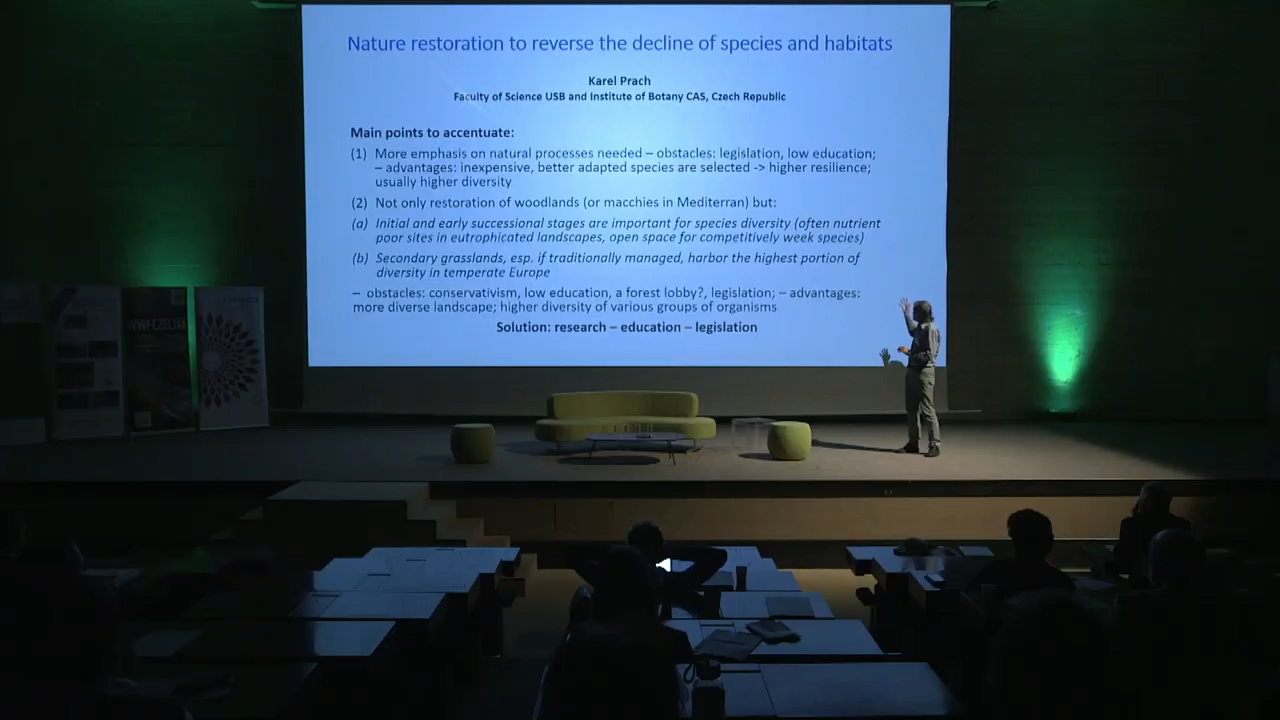 Nature restoration to reverse the decline of species and habitats
Karel Prach
Faculty of Science USB and Institute of Botany CAS, Czech Republic
Main points to accentuate:
(1) More emphasis on natural processes needed – obstacles: legislation, low education;
– advantages: inexpensive, better adapted species are selected -> higher resilience;
usually higher diversity
(2) Not only restoration of woodlands (or macchies in Mediterran) but:
(a) Initial and early successional stages are important for species diversity (often nutrient
poor sites in eutrophicated landscapes, open space for competitively week species)
(b) Secondary grasslands, esp. if traditionally managed, harbor the highest portion of
diversity in temperate Europe
– obstacles: conservativism, low education, a forest lobby?, legislation; – advantages:
more diverse landscape; higher diversity of various groups of organisms
Solution: research – education – legislation